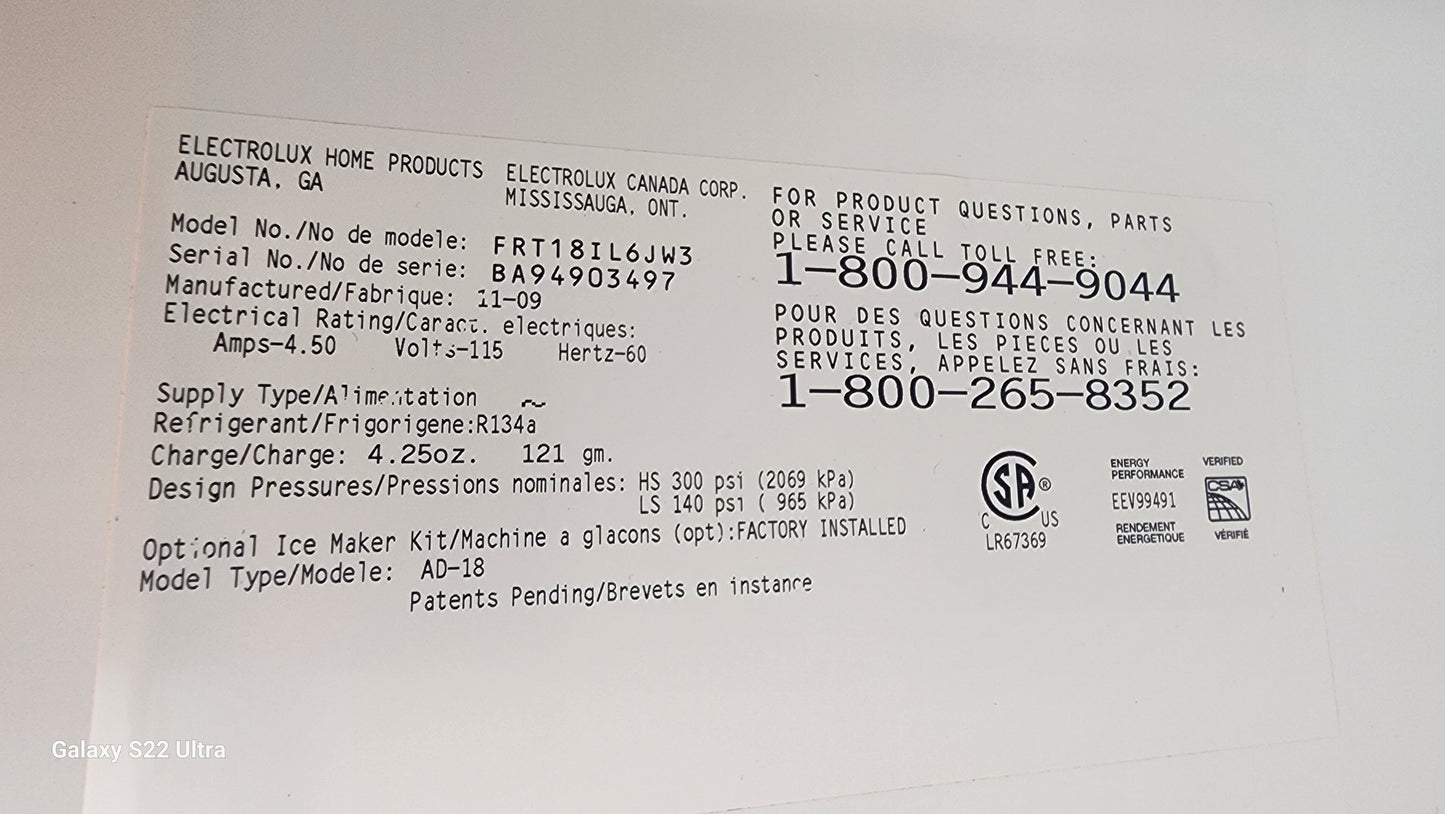 ELECTROLUX HOME PRODUCTS
AUGUSTA, GA
ELECTROLUX CANADA CORP.
MISSISSAUGA, ONT.
Model No./No de modele: FRT18IL6JW3
Serial No./No de serie: BA94903497
Manufactured/Fabrique: 11-09
Electrical Rating/Caract. electriques:
Amps-4.50 Volts-115 Hertz-60
Supply Type/Alimentation ~
Refrigerant/Frigorigene:R134a
Charge/Charge: 4.25oz. 121 gm.
Design Pressures/Pressions nominales: HS 300 psi (2069 kPa)
LS 140 psi ( 965 kPa)
Optional Ice Maker Kit/Machine a glacons (opt):FACTORY INSTALLED
Model Type/Modele: AD-18
Patents Pending/Brevets en instance
FOR PRODUCT QUESTIONS, PARTS
OR SERVICE
PLEASE CALL TOLL FREE:
1-800-944-9044
POUR DES QUESTIONS CONCERNANT LES
PRODUITS, LES PIECES OU LES
SERVICES, APPELEZ SANS FRAIS:
1-800-265-8352
SA®
C US
LR67369
ENERGY
PERFORMANCE
EEV99491
RENDEMENT
ENERGETIQUE
VERIFIED
CSA
VÉRIFIÉ
Galaxy S22 Ultra